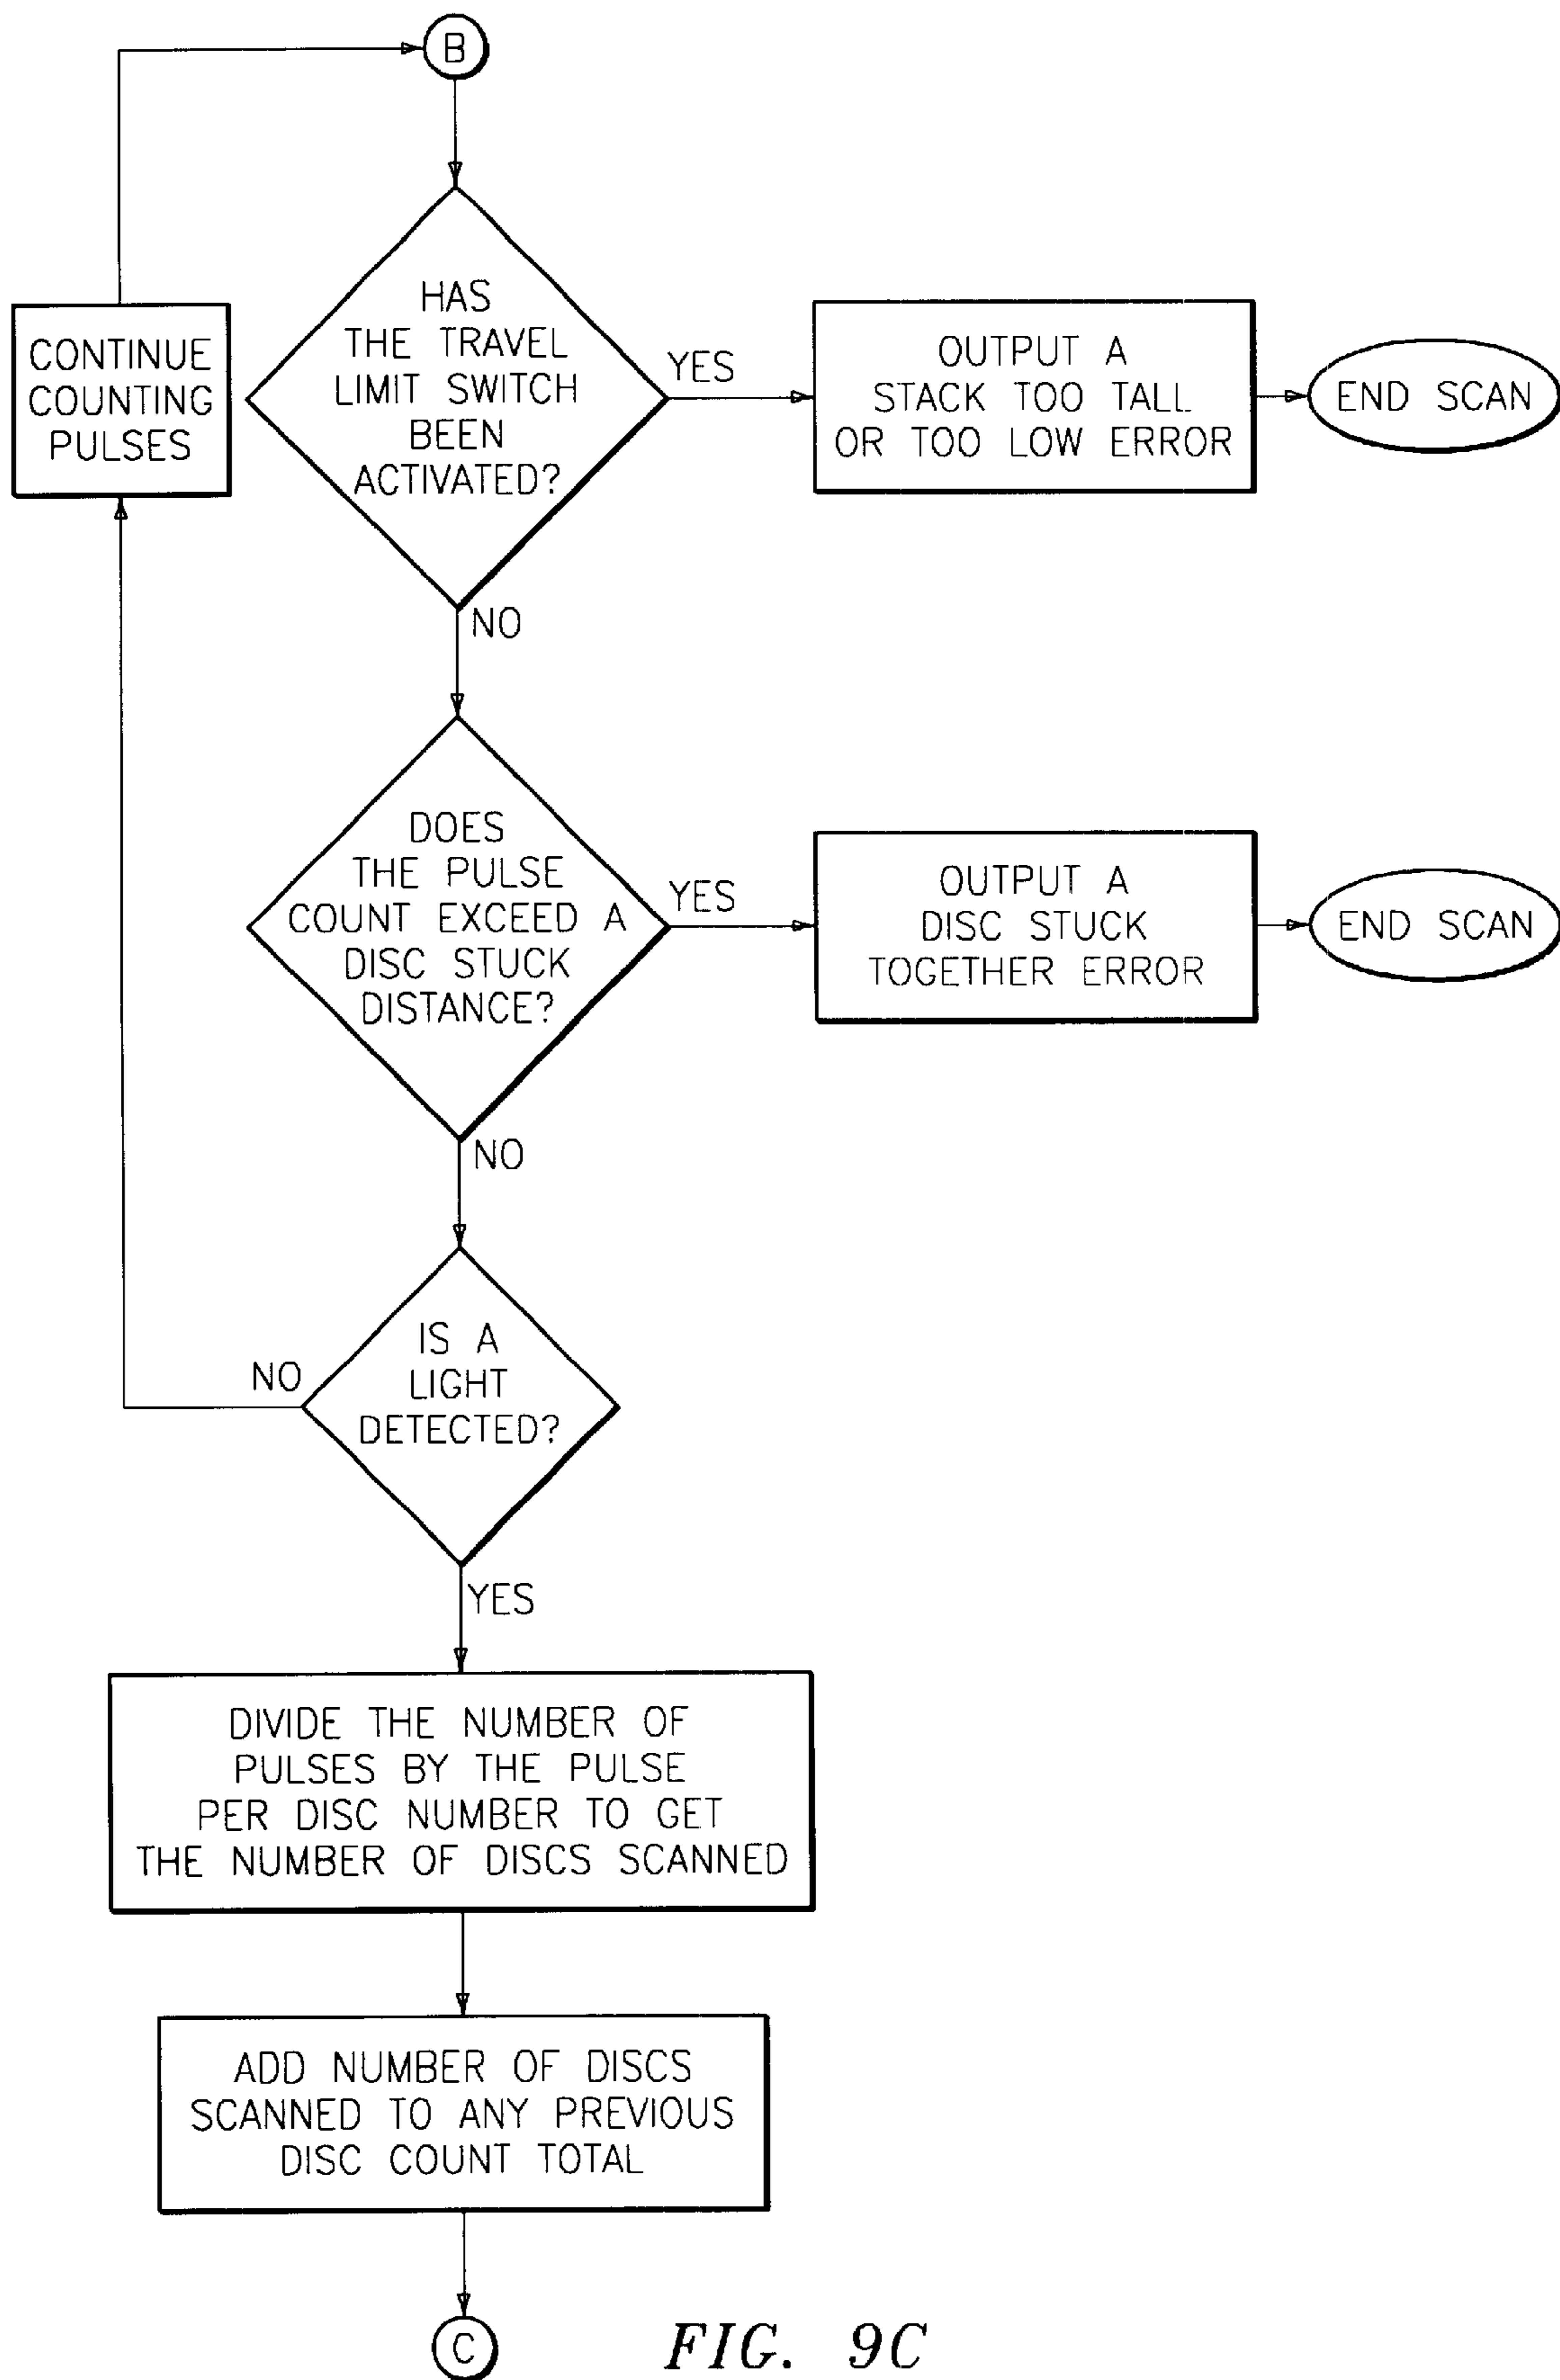 B
HAS
THE TRAVEL
LIMIT SWITCH
BEEN
ACTIVATED?
YES
OUTPUT A
STACK TOO TALL
OR TOO LOW ERROR
END SCAN
CONTINUE
COUNTING
PULSES
NO
DOES
THE PULSE
COUNT EXCEED A
DISC STUCK
DISTANCE?
YES
OUTPUT A
DISC STUCK
TOGETHER ERROR
END SCAN
NO
IS A
LIGHT
DETECTED?
NO
YES
DIVIDE THE NUMBER OF
PULSES BY THE PULSE
PER DISC NUMBER TO GET
THE NUMBER OF DISCS SCANNED
ADD NUMBER OF DISCS
SCANNED TO ANY PREVIOUS
DISC COUNT TOTAL
C
FIG. 9C